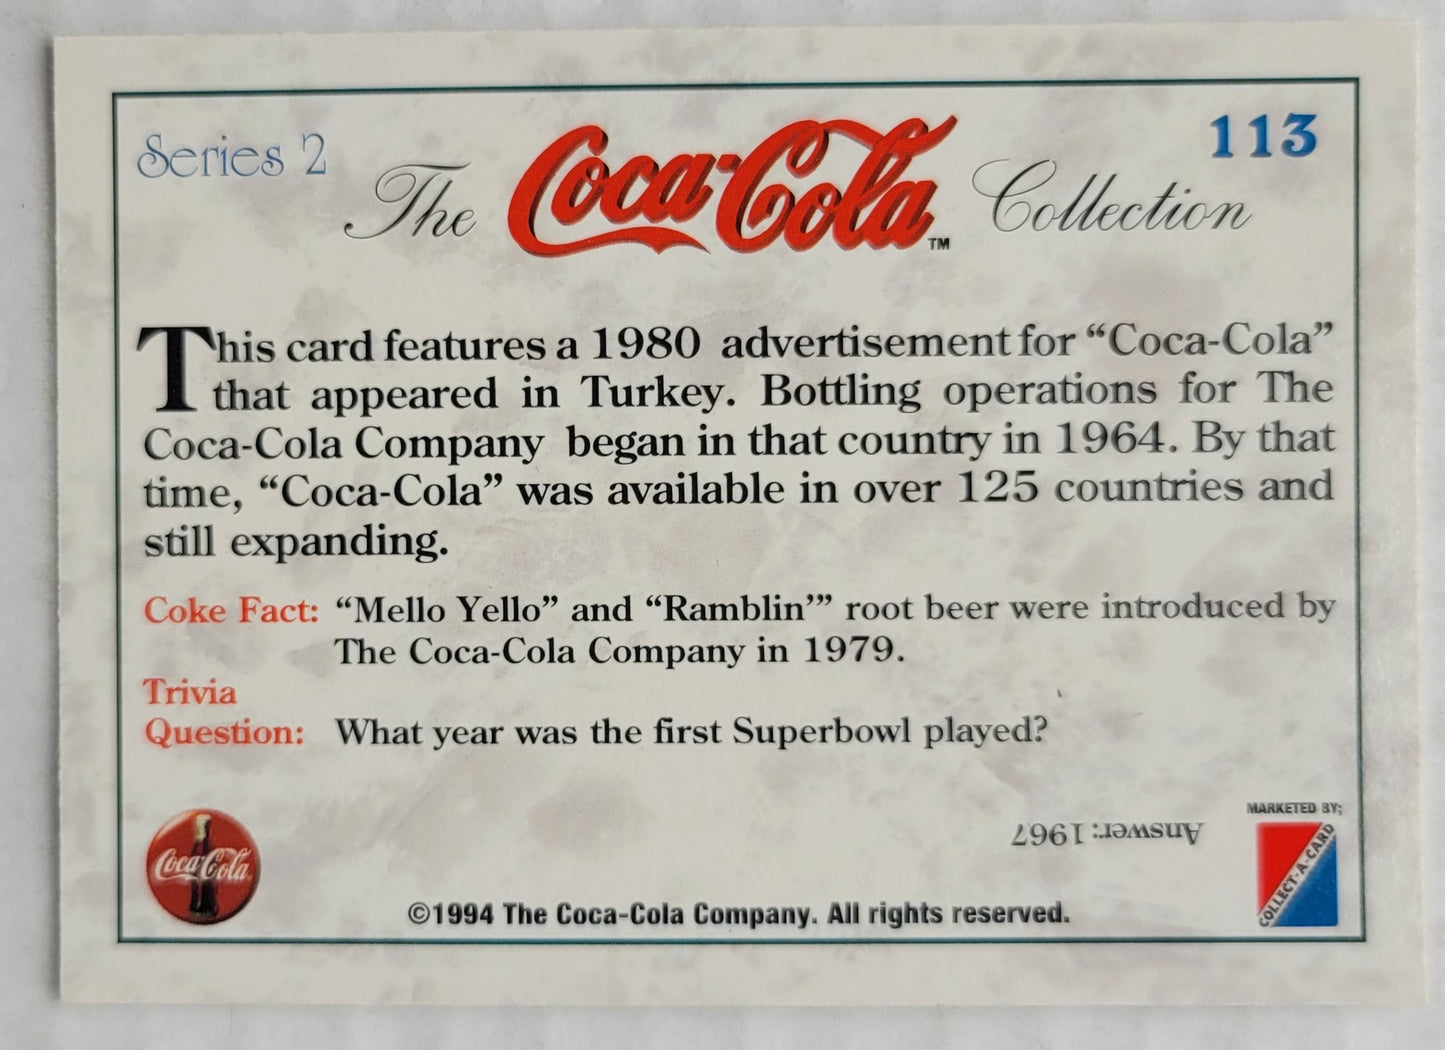 Series 2
113
The Coca-Cola™ Collection
This card features a 1980 advertisement for “Coca-Cola”
that appeared in Turkey. Bottling operations for The
Coca-Cola Company began in that country in 1964. By that
time, “Coca-Cola” was available in over 125 countries and
still expanding.
Coke Fact: “Mello Yello” and “Ramblin’” root beer were introduced by
The Coca-Cola Company in 1979.
Trivia
Question: What year was the first Superbowl played?
MARKETED BY:
Answer: 1967
COLLECT-A-CARD
Coca-Cola
©1994 The Coca-Cola Company. All rights reserved.